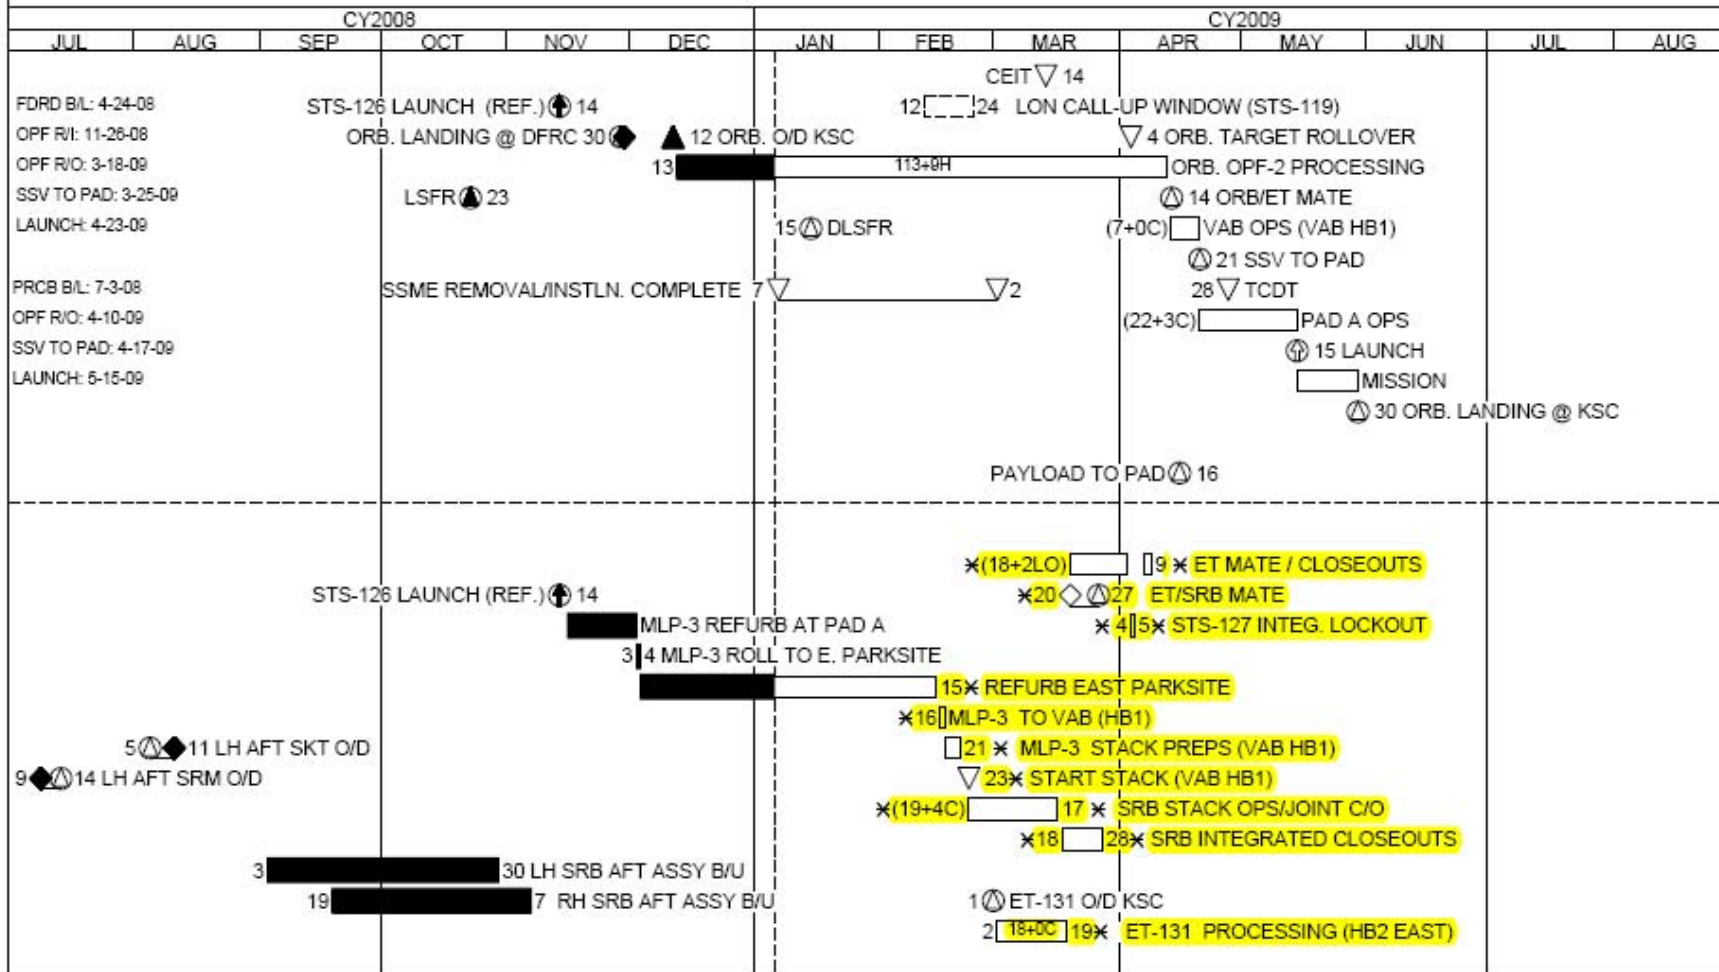 CY2008 CY2009
JUL AUG SEP OCT NOV DEC JAN FEB MAR APR MAY JUN JUL AUG
CEIT 14
FDRD B/L: 4-24-08 STS-126 LAUNCH (REF.) 14 12 24 LON CALL-UP WINDOW (STS-119)
OPF R/I: 11-26-08 ORB. LANDING @ DFRC 30 12 ORB. O/D KSC 4 ORB. TARGET ROLLOVER
OPF R/O: 3-18-09 13 113+9H ORB. OPF-2 PROCESSING
SSV TO PAD: 3-25-09 LSFR 23 14 ORB/ET MATE
LAUNCH: 4-23-09 15 DLSFR (7+0C) VAB OPS (VAB HB1)
21 SSV TO PAD
PRCB B/L: 7-3-08 SSME REMOVAL/INSTLN. COMPLETE 7 2 28 TCDT
OPF R/O: 4-10-09 (22+3C) PAD A OPS
SSV TO PAD: 4-17-09 15 LAUNCH
LAUNCH: 5-15-09 MISSION
30 ORB. LANDING @ KSC
PAYLOAD TO PAD 16
*(18+2LO) 9 * ET MATE / CLOSEOUTS
STS-126 LAUNCH (REF.) 14 *20 27 ET/SRB MATE
MLP-3 REFURB AT PAD A * 4 5* STS-127 INTEG. LOCKOUT
3 4 MLP-3 ROLL TO E. PARKSITE
15* REFURB EAST PARKSITE
*16 MLP-3 TO VAB (HB1)
5 11 LH AFT SKT O/D 21 * MLP-3 STACK PREPS (VAB HB1)
9 14 LH AFT SRM O/D 23* START STACK (VAB HB1)
*(19+4C) 17 * SRB STACK OPS/JOINT C/O
*18 28* SRB INTEGRATED CLOSEOUTS
3 30 LH SRB AFT ASSY B/U
19 7 RH SRB AFT ASSY B/U 1 ET-131 O/D KSC
2 18+0C 19* ET-131 PROCESSING (HB2 EAST)